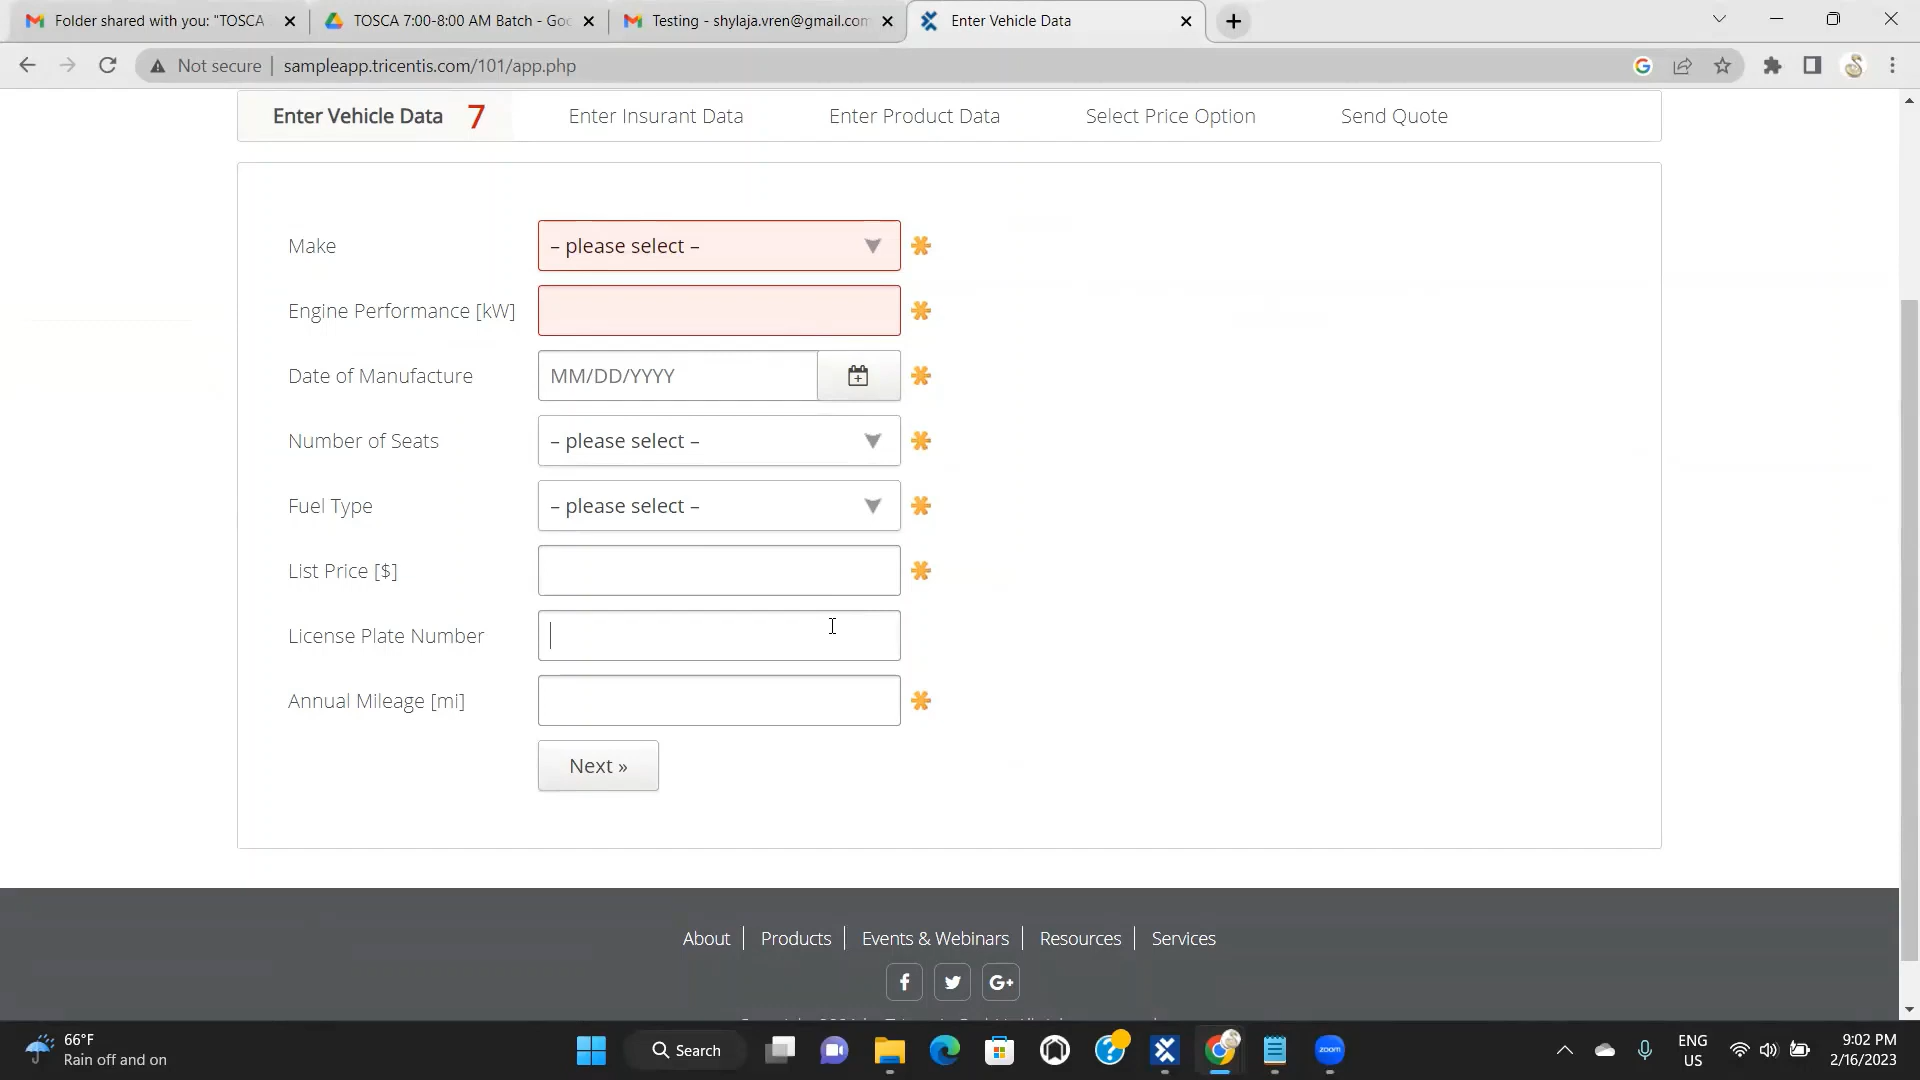 Folder shared with you: "TOSCA
TOSCA 7:00-8:00 AM Batch - Goo
Testing - shylaja.vren@gmail.com
Enter Vehicle Data
Not secure
sampleapp.tricentis.com/101/app.php
Enter Vehicle Data 7
Enter Insurant Data
Enter Product Data
Select Price Option
Send Quote
Make
– please select –
Engine Performance [kW]
Date of Manufacture
MM/DD/YYYY
Number of Seats
– please select –
Fuel Type
– please select –
List Price [$]
License Plate Number
Annual Mileage [mi]
Next »
About
Products
Events & Webinars
Resources
Services
66°F
Rain off and on
Search
zoom
ENG
US
9:02 PM
2/16/2023